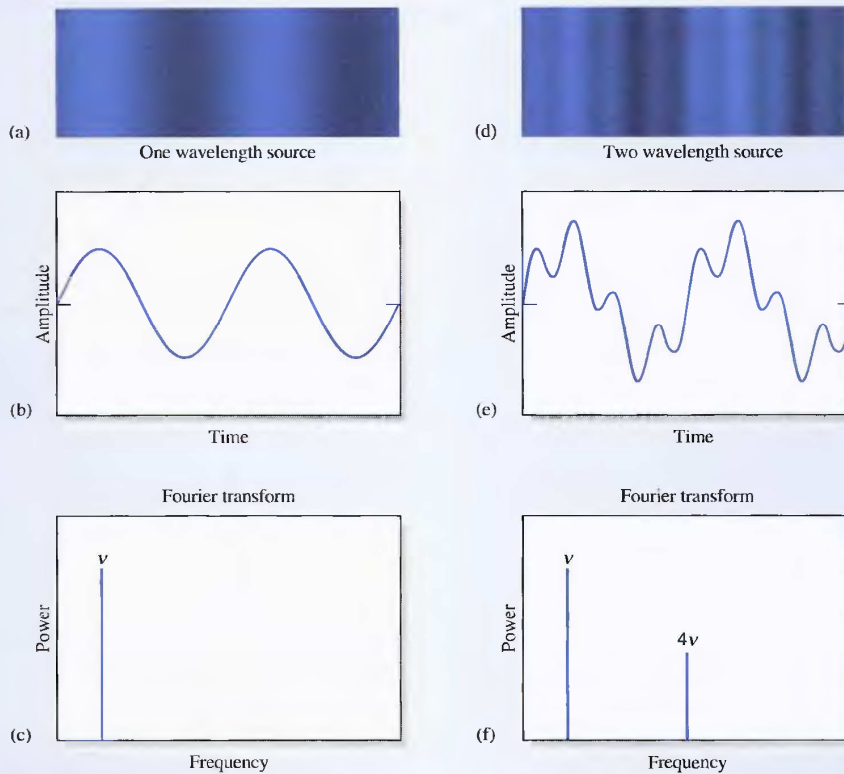 (a)
One wavelength source
(d)
Two wavelength source
Amplitude
(b)
Time
Amplitude
(e)
Time
Fourier transform
ν
Power
(c)
Frequency
Fourier transform
ν
4ν
Power
(f)
Frequency